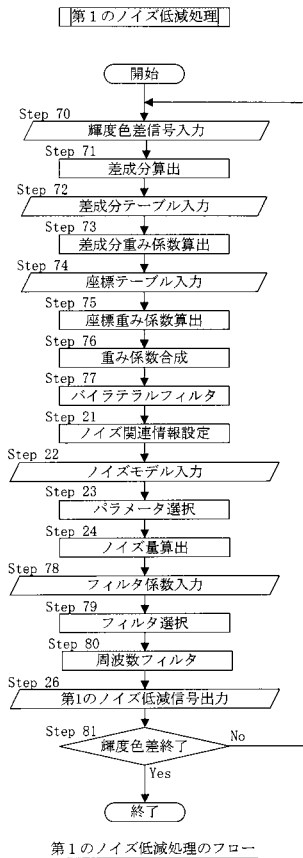 第１のノイズ低減処理
開始
Step 70
輝度色差信号入力
Step 71
差成分算出
Step 72
差成分テーブル入力
Step 73
差成分重み係数算出
Step 74
座標テーブル入力
Step 75
座標重み係数算出
Step 76
重み係数合成
Step 77
バイラテラルフィルタ
Step 21
ノイズ関連情報設定
Step 22
ノイズモデル入力
Step 23
パラメータ選択
Step 24
ノイズ量算出
Step 78
フィルタ係数入力
Step 79
フィルタ選択
Step 80
周波数フィルタ
Step 26
第1のノイズ低減信号出力
Step 81
輝度色差終了
No
Yes
終了
第１のノイズ低減処理のフロー